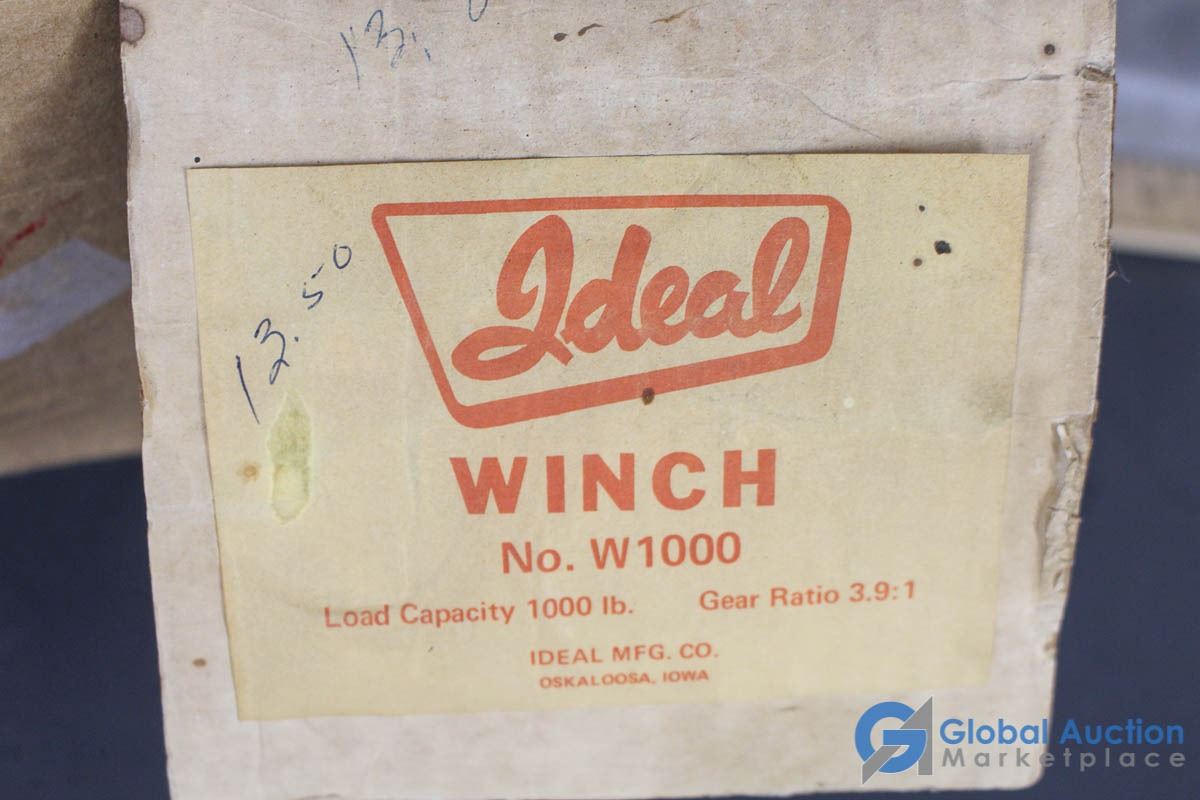 13.
13.50
Ideal
WINCH
No. W1000
Load Capacity 1000 lb. Gear Ratio 3.9:1
IDEAL MFG. CO.
OSKALOOSA, IOWA
Global Auction
Marketplace